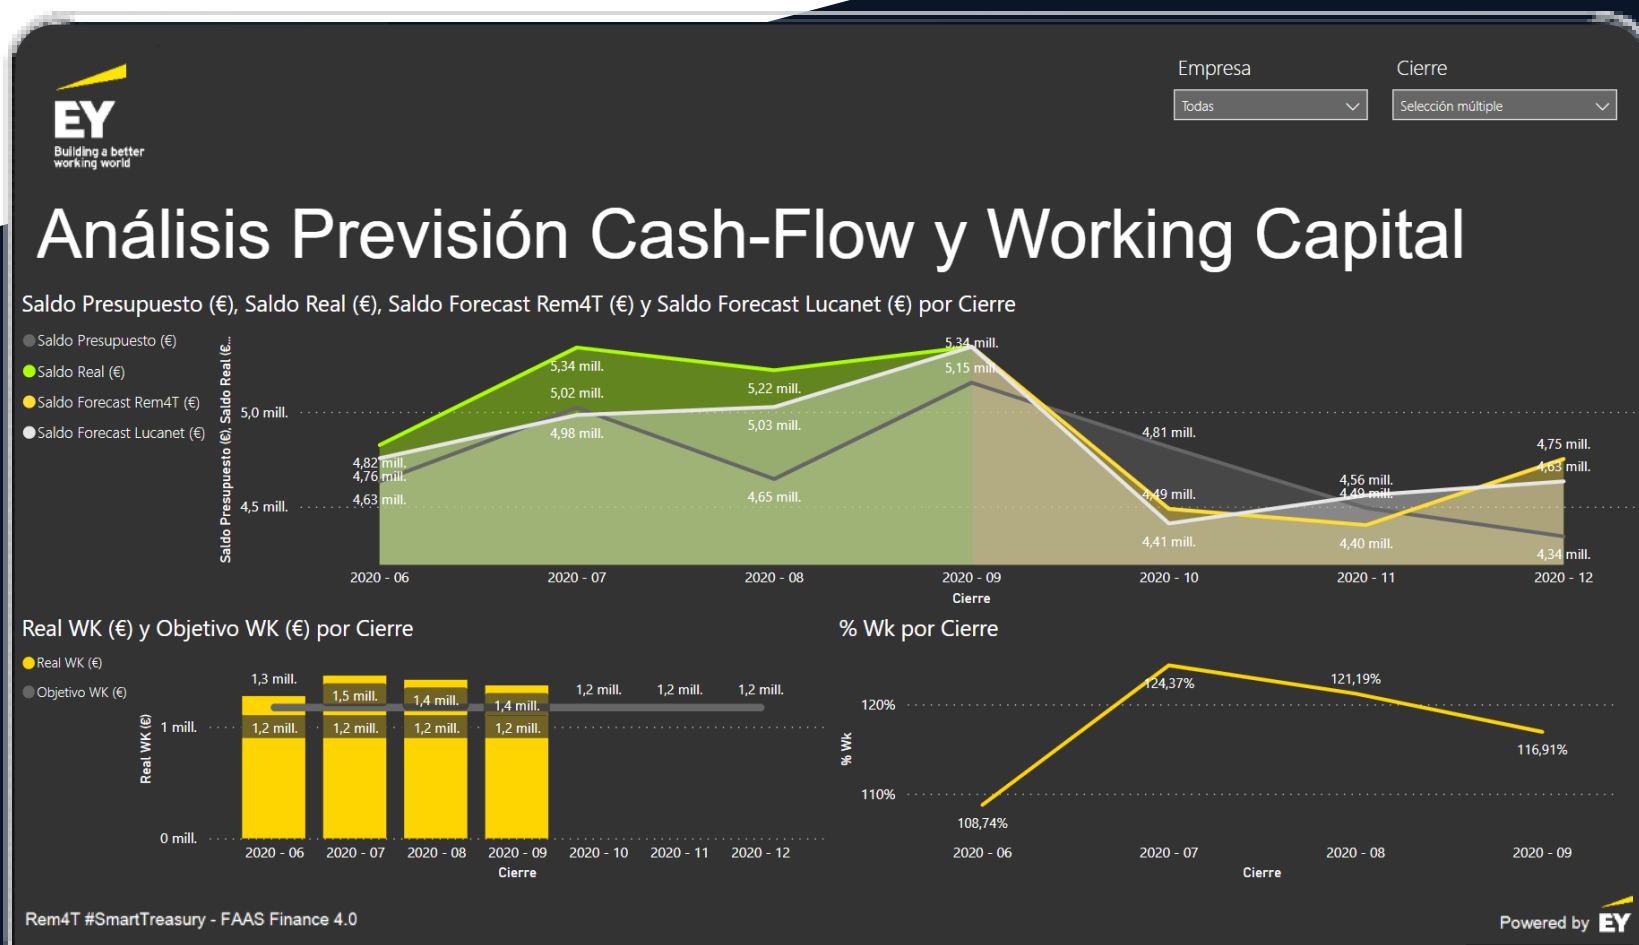 EY
Building a better
working world
Empresa
Cierre
Todas
Selección múltiple
Análisis Previsión Cash-Flow y Working Capital
Saldo Presupuesto (€), Saldo Real (€), Saldo Forecast Rem4T (€) y Saldo Forecast Lucanet (€) por Cierre
Saldo Presupuesto (€)
Saldo Real (€)
Saldo Forecast Rem4T (€)
Saldo Forecast Lucanet (€)
Saldo Presupuesto (€), Saldo Real (€...
5,0 mill.
4,5 mill.
4,82 mill.
4,76 mill.
4,63 mill.
5,34 mill.
5,02 mill.
4,98 mill.
5,22 mill.
5,03 mill.
4,65 mill.
5,34 mill.
5,15 mill.
4,81 mill.
4,49 mill.
4,41 mill.
4,56 mill.
4,49 mill.
4,40 mill.
4,75 mill.
4,63 mill.
4,34 mill.
2020 - 06
2020 - 07
2020 - 08
2020 - 09
2020 - 10
2020 - 11
2020 - 12
Cierre
Real WK (€) y Objetivo WK (€) por Cierre
Real WK (€)
Objetivo WK (€)
Real WK (€)
1 mill.
0 mill.
1,3 mill.
1,5 mill.
1,4 mill.
1,4 mill.
1,2 mill.
1,2 mill.
1,2 mill.
1,2 mill.
1,2 mill.
1,2 mill.
1,2 mill.
2020 - 06
2020 - 07
2020 - 08
2020 - 09
2020 - 10
2020 - 11
2020 - 12
Cierre
% Wk por Cierre
% Wk
120%
110%
108,74%
124,37%
121,19%
116,91%
2020 - 06
2020 - 07
2020 - 08
2020 - 09
Cierre
Rem4T #SmartTreasury - FAAS Finance 4.0
Powered by EY